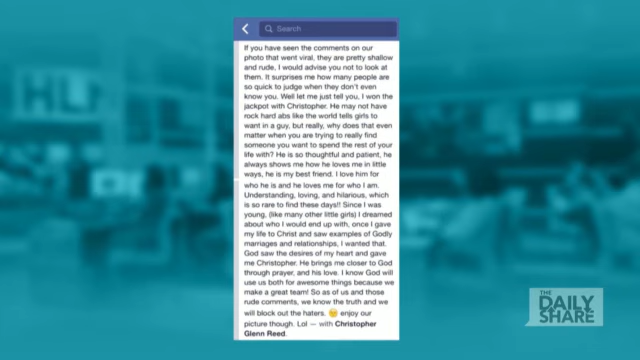 Search
If you have seen the comments on our
photo that went viral, they are pretty shallow
and rude, I would advise you not to look at
them. It surprises me how many people are
so quick to judge when they don't even
know you. Well let me just tell you, I won the
jackpot with Christopher. He may not have
rock hard abs like the world tells girls to
want in a guy, but really, why does that even
matter when you are trying to really find
someone you want to spend the rest of your
life with? He is so thoughtful and patient, he
always shows me how he loves me in little
ways, he is my best friend. I love him for
who he is and he loves me for who I am.
Understanding, loving, and hilarious, which
is so rare to find these days!! Since I was
young, (like many other little girls) I dreamed
about who I would end up with, once I gave
my life to Christ and saw examples of Godly
marriages and relationships, I wanted that.
God saw the desires of my heart and gave
me Christopher. He brings me closer to God
through prayer, and his love. I know God will
use us both for awesome things because we
make a great team! So as of us and those
rude comments, we know the truth and we
will block out the haters. 😊 enjoy our
picture though. Lol — with Christopher
Glenn Reed.
HLN
THE
DAILY
SHARE